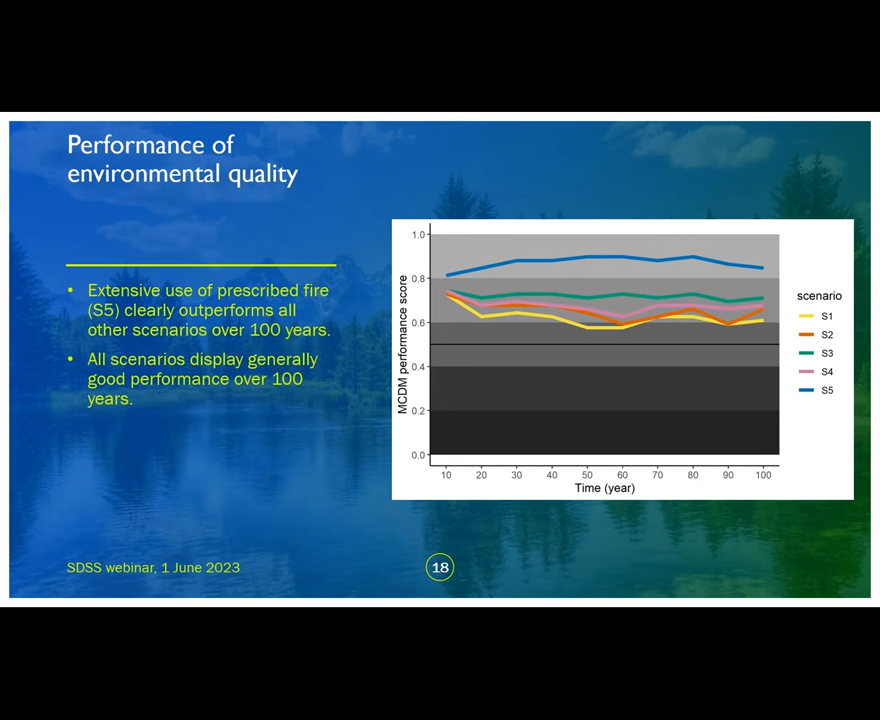 Performance of
environmental quality
• Extensive use of prescribed fire
(S5) clearly outperforms all
other scenarios over 100 years.
• All scenarios display generally
good performance over 100
years.
MCDM performance score
1.0
0.8
0.6
0.4
0.2
0.0
10 20 30 40 50 60 70 80 90 100
Time (year)
scenario
S1
S2
S3
S4
S5
SDSS webinar, 1 June 2023
18